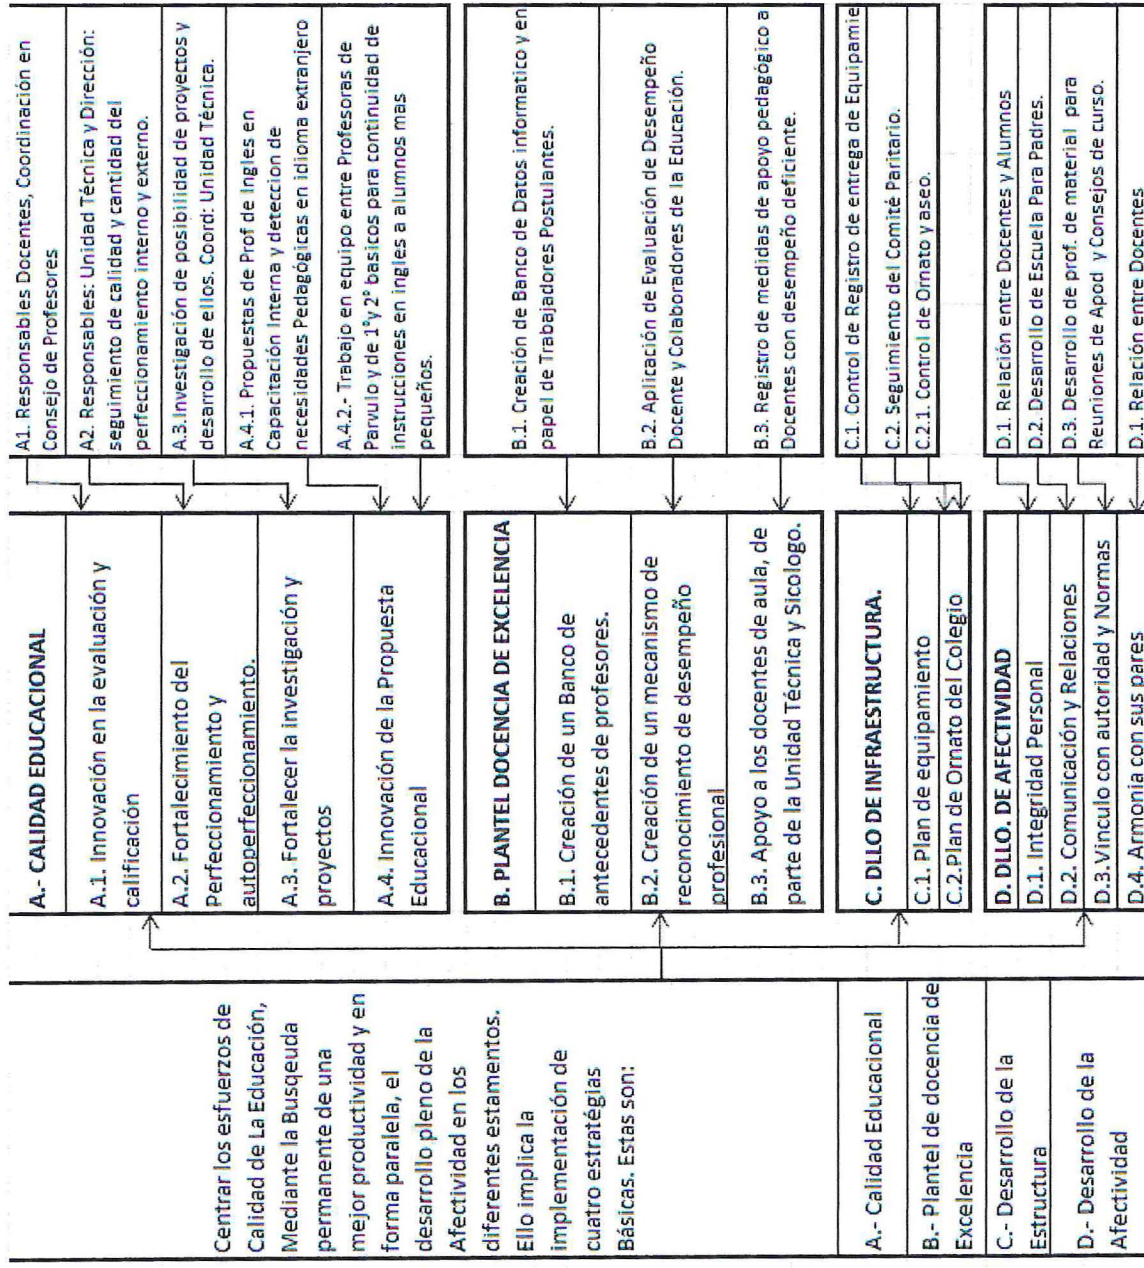 Centrar los esfuerzos de
Calidad de La Educación,
Mediante la Busqeuda
permanente de una
mejor productividad y en
forma paralela, el
desarrollo pleno de la
Afectividad en los
diferentes estamentos.
Ello implica la
implementación de
cuatro estratégias
Básicas. Estas son:
A.- Calidad Educacional
B.- Plantel de docencia de
Excelencia
C.- Desarrollo de la
Estructura
D.- Desarrollo de la
Afectividad
A.- CALIDAD EDUCACIONAL
A.1. Innovación en la evaluación y
calificación
A.2. Fortalecimiento del
Perfeccionamiento y
autoperfeccionamiento.
A.3. Fortalecer la investigación y
proyectos
A.4. Innovación de la Propuesta
Educacional
B. PLANTEL DOCENCIA DE EXCELENCIA
B.1. Creación de un Banco de
antecedentes de profesores.
B.2. Creación de un mecanismo de
reconocimiento de desempeño
profesional
B.3. Apoyo a los docentes de aula, de
parte de la Unidad Técnica y Sicologo.
C. DLLO DE INFRAESTRUCTURA.
C.1. Plan de equipamiento
C.2.Plan de Ornato del Colegio
D. DLLO. DE AFECTIVIDAD
D.1. Integridad Personal
D.2. Comunicación y Relaciones
D.3.Vinculo con autoridad y Normas
D.4. Armonia con sus pares
A1. Responsables Docentes, Coordinación en
Consejo de Profesores
A2. Responsables: Unidad Técnica y Dirección:
seguimiento de calidad y cantidad del
perfeccionamiento interno y externo.
A.3.Investigación de posibilidad de proyectos y
desarrollo de ellos. Coord: Unidad Técnica.
A.4.1. Propuestas de Prof de Ingles en
Capacitación Interna y deteccion de
necesidades Pedagógicas en idioma extranjero
A.4.2.- Trabajo en equipo entre Profesoras de
Parvulo y de 1°y 2° basicos para continuidad de
instrucciones en ingles a alumnos mas
pequeños.
B.1. Creación de Banco de Datos informatico y en
papel de Trabajadores Postulantes.
B.2. Aplicación de Evaluación de Desempeño
Docente y Colaboradores de la Educación.
B.3. Registro de medidas de apoyo pedagógico a
Docentes con desempeño deficiente.
C.1. Control de Registro de entrega de Equipamie
C.2. Seguimiento del Comité Paritario.
C.2.1. Control de Ornato y aseo.
D.1. Relación entre Docentes y Alumnos
D.2. Desarrollo de Escuela Para Padres.
D.3. Desarrollo de prof. de material para
Reuniones de Apod y Consejos de curso.
D.1. Relación entre Docentes